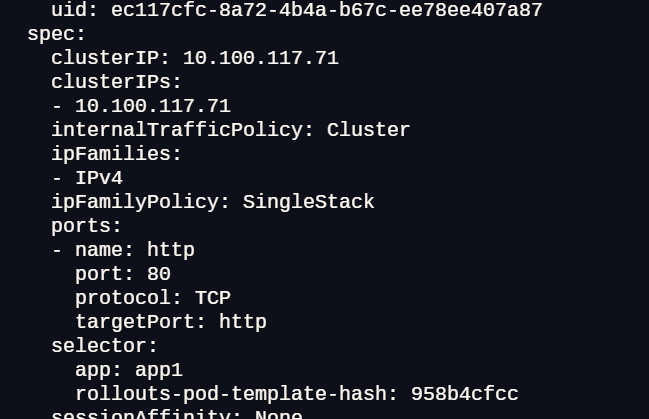 uid: ec117cfc-8a72-4b4a-b67c-ee78ee407a87
spec:
clusterIP: 10.100.117.71
clusterIPs:
- 10.100.117.71
internalTrafficPolicy: Cluster
ipFamilies:
- IPv4
ipFamilyPolicy: SingleStack
ports:
- name: http
port: 80
protocol: TCP
targetPort: http
selector:
app: app1
rollouts-pod-template-hash: 958b4cfcc
sessionAffinity: None